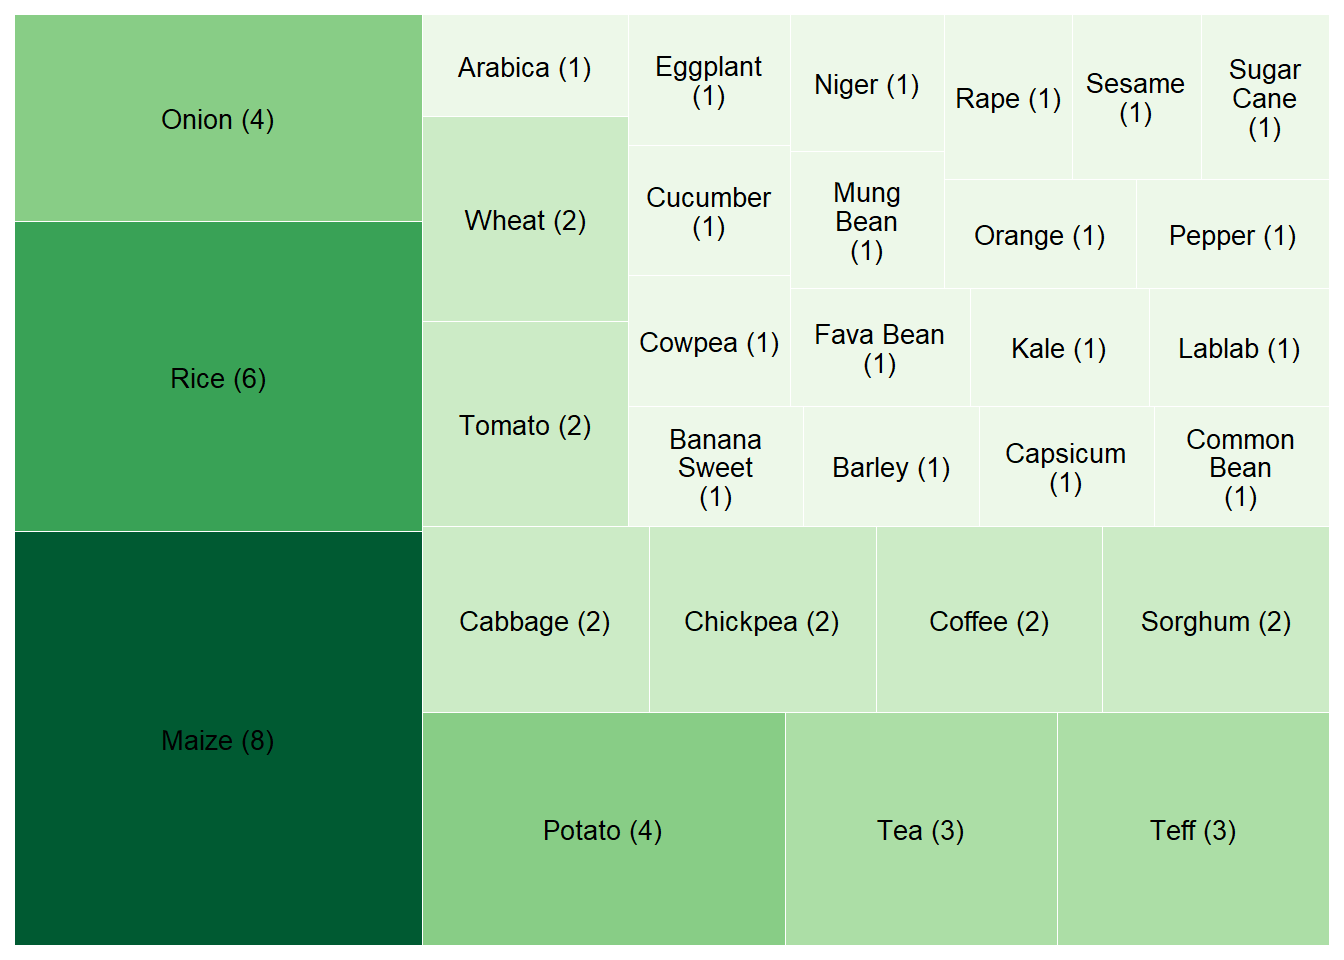 Onion (4)
Rice (6)
Maize (8)
Arabica (1)
Wheat (2)
Tomato (2)
Eggplant
(1)
Cucumber
(1)
Cowpea (1)
Niger (1)
Mung
Bean
(1)
Rape (1)
Sesame
(1)
Sugar
Cane
(1)
Orange (1)
Pepper (1)
Fava Bean
(1)
Kale (1)
Lablab (1)
Banana
Sweet
(1)
Barley (1)
Capsicum
(1)
Common
Bean
(1)
Cabbage (2)
Chickpea (2)
Coffee (2)
Sorghum (2)
Potato (4)
Tea (3)
Teff (3)